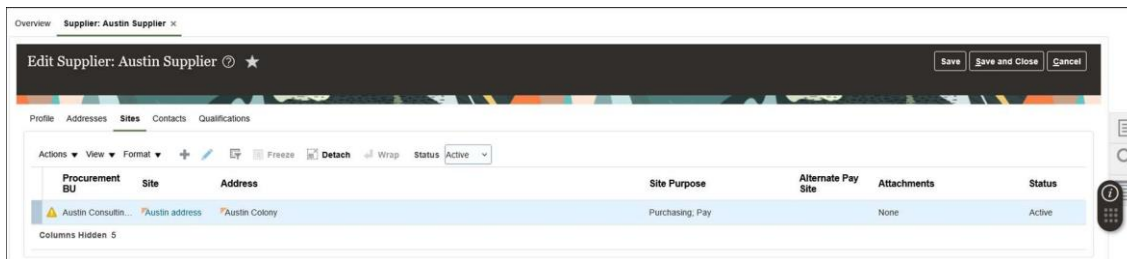 Overview Supplier: Austin Supplier ×
Edit Supplier: Austin Supplier ? ★ Save Save and Close Cancel
Profile Addresses Sites Contacts Qualifications
Actions ▼ View ▼ Format ▼ Freeze Detach Wrap Status Active
Procurement BU Site Address Site Purpose Alternate Pay Site Attachments Status
Austin Consultin... Austin address Austin Colony Purchasing; Pay None Active
Columns Hidden 5